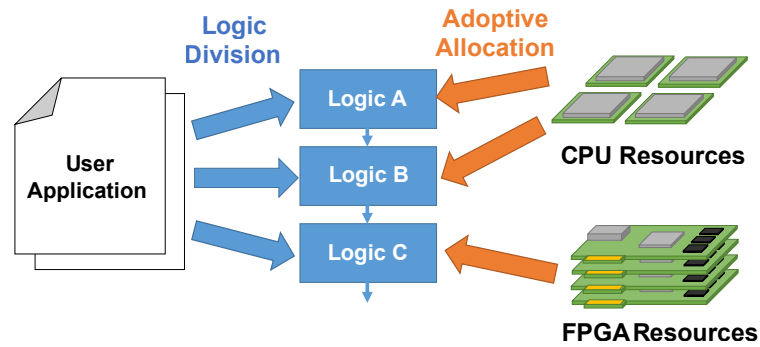 Logic
Division
Adoptive
Allocation
User
Application
Logic A
Logic B
Logic C
CPU Resources
FPGA Resources